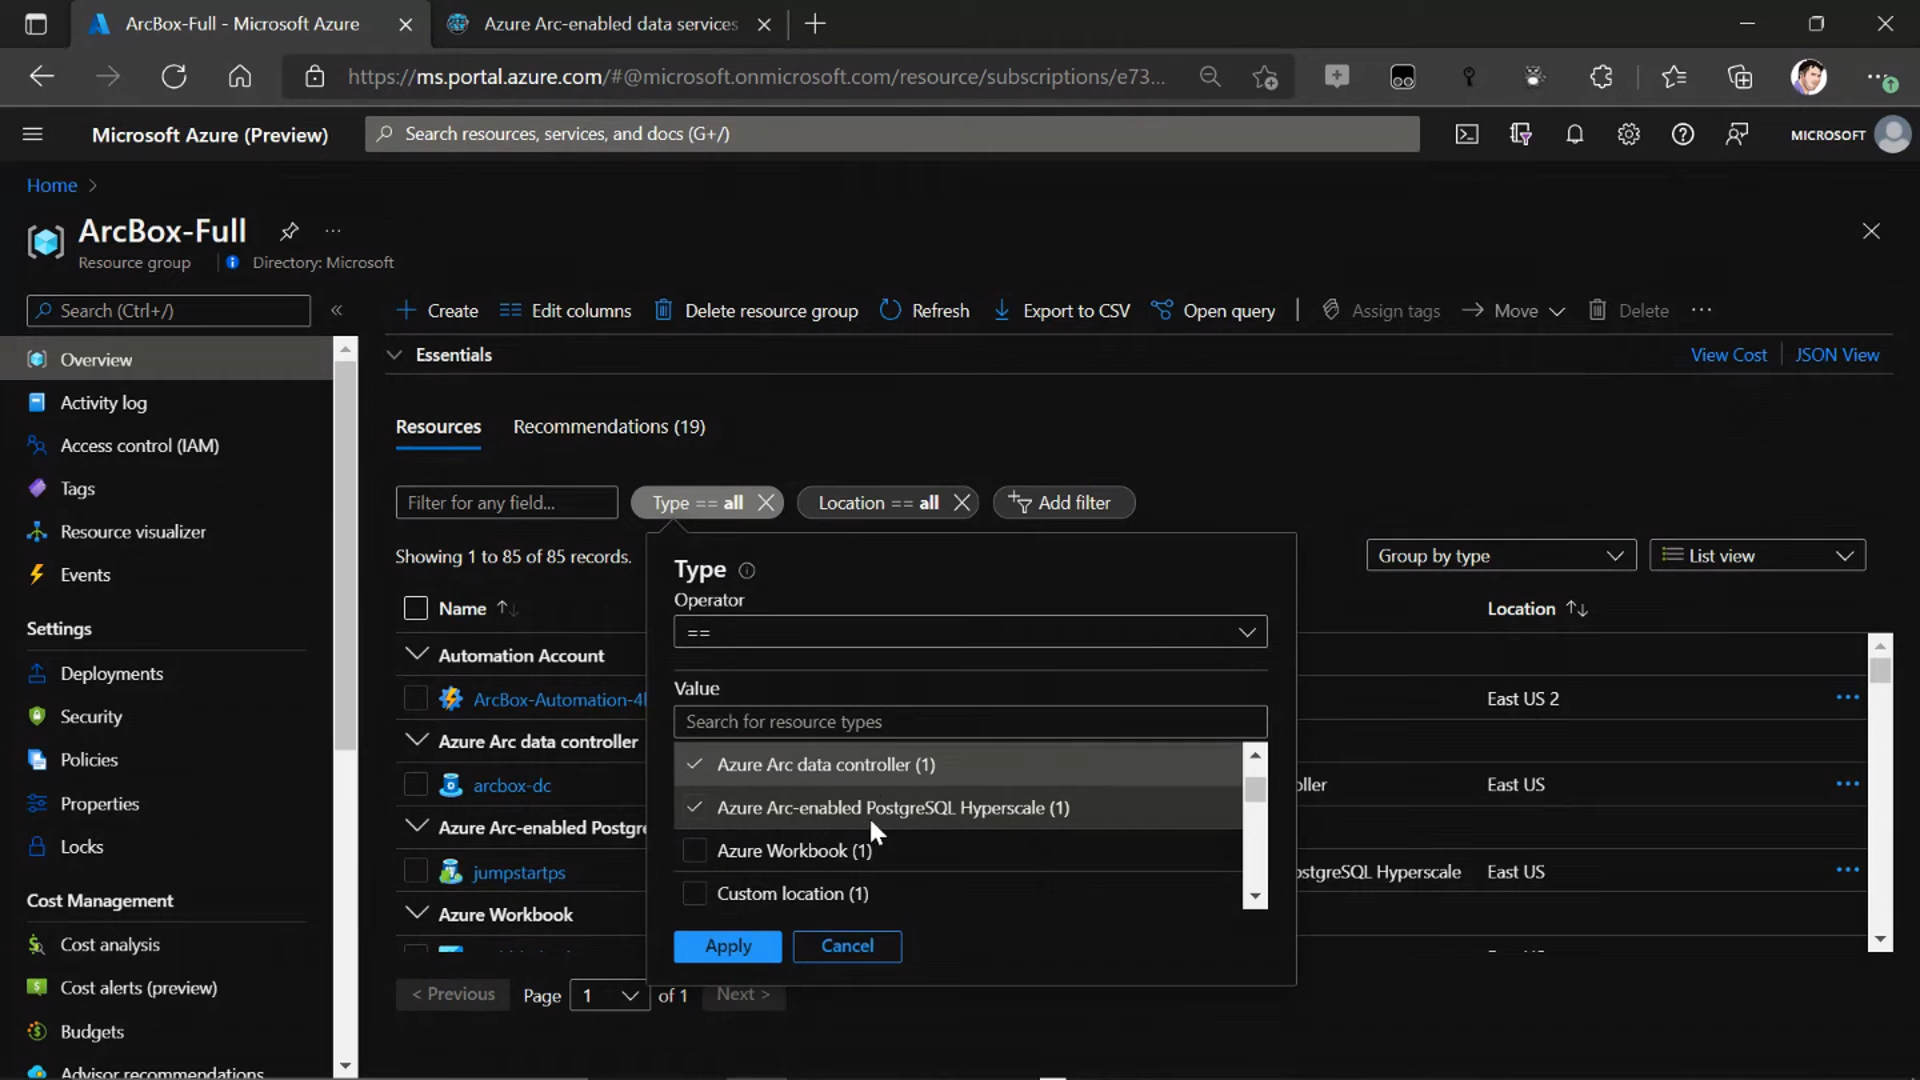 ArcBox-Full - Microsoft Azure
Azure Arc-enabled data services
https://ms.portal.azure.com/#@microsoft.onmicrosoft.com/resource/subscriptions/e73...
Microsoft Azure (Preview)
Search resources, services, and docs (G+/)
MICROSOFT
Home
ArcBox-Full
Resource group
Directory: Microsoft
Search (Ctrl+/)
Create
Edit columns
Delete resource group
Refresh
Export to CSV
Open query
Assign tags
Move
Delete
Overview
Activity log
Access control (IAM)
Tags
Resource visualizer
Events
Settings
Deployments
Security
Policies
Properties
Locks
Cost Management
Cost analysis
Cost alerts (preview)
Budgets
Advisor recommendations
Essentials
View Cost
JSON View
Resources
Recommendations (19)
Filter for any field...
Type == all
Location == all
Add filter
Showing 1 to 85 of 85 records.
Group by type
List view
Name
Location
Automation Account
ArcBox-Automation-4
East US 2
Azure Arc data controller
arcbox-dc
East US
Azure Arc-enabled Postgre
jumpstartps
ostgreSQL Hyperscale
East US
Azure Workbook
Type
Operator
==
Value
Search for resource types
Azure Arc data controller (1)
Azure Arc-enabled PostgreSQL Hyperscale (1)
Azure Workbook (1)
Custom location (1)
Apply
Cancel
< Previous
Page
1
of 1
Next >